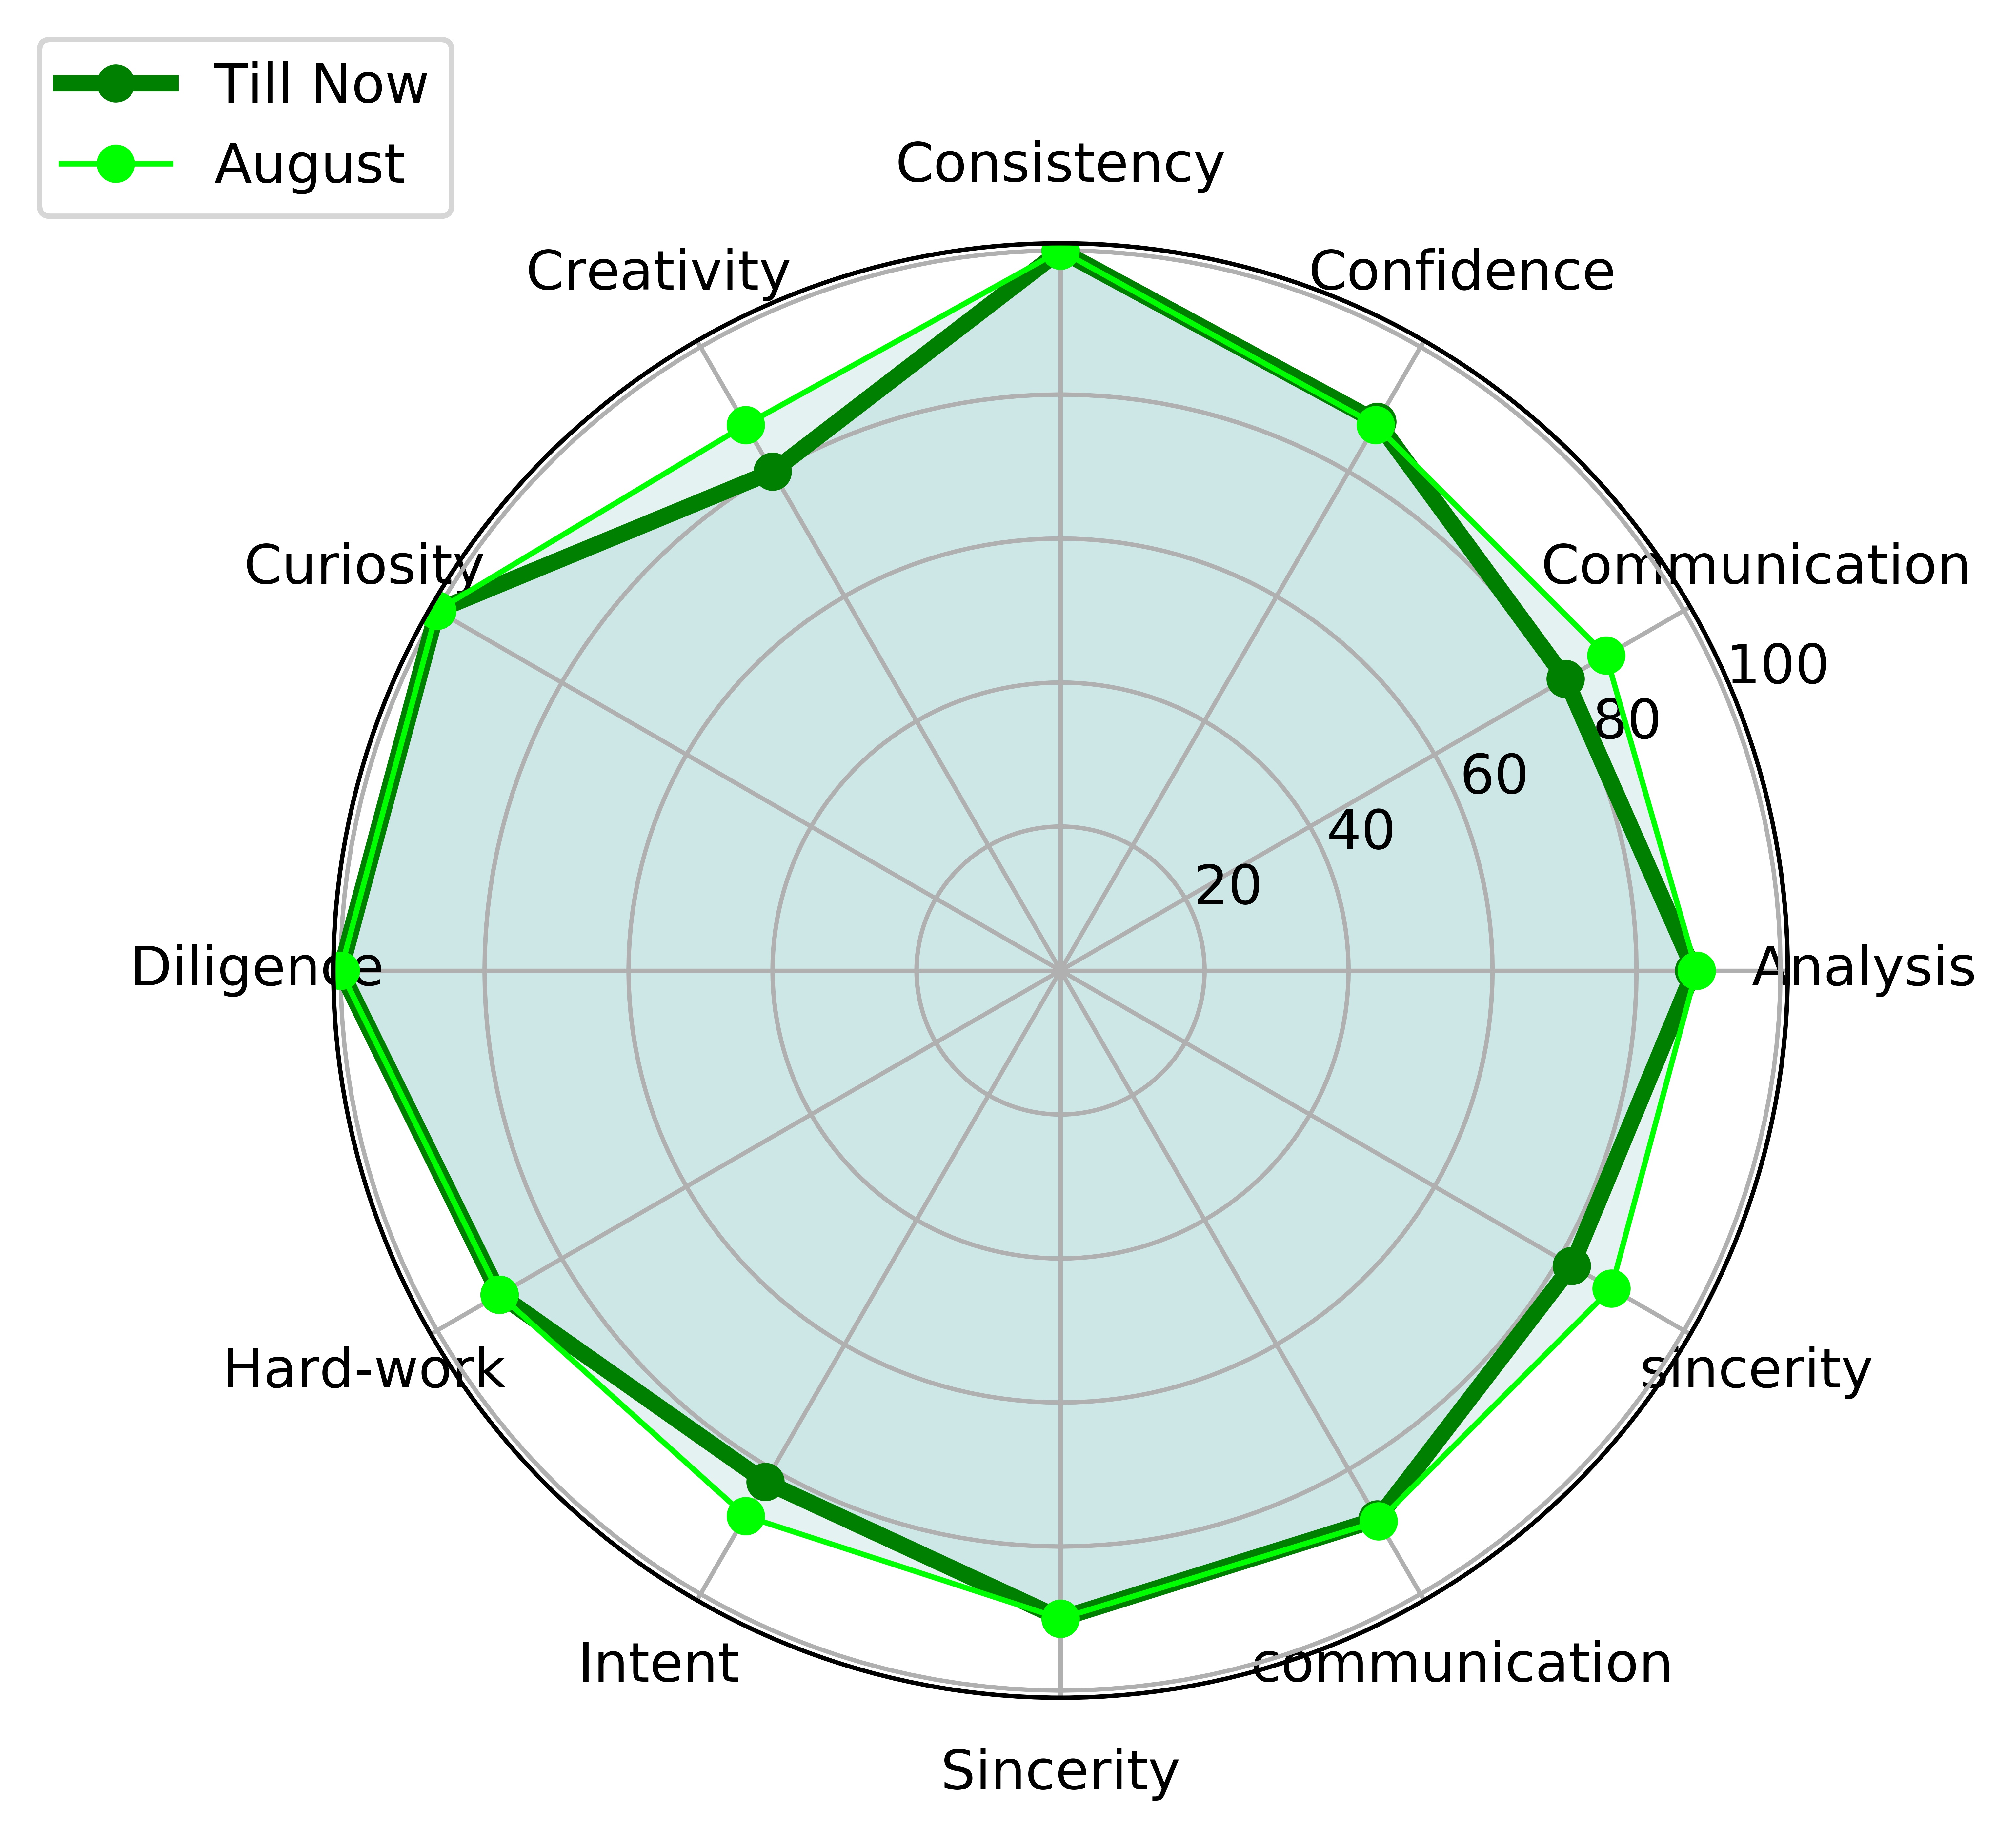 Till Now
August
Consistency
Creativity
Confidence
Curiosity
Communication
100
80
60
40
20
Diligence
Analysis
Hard-work
sincerity
Intent
communication
Sincerity